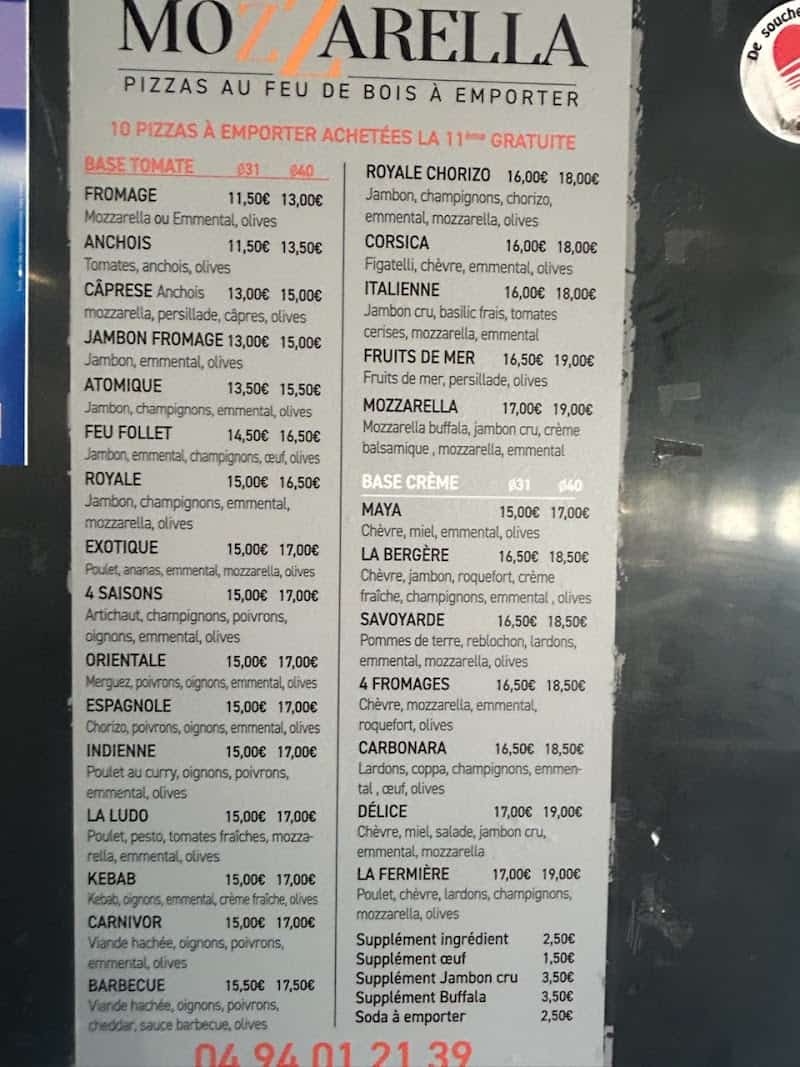 MOZZARELLA
PIZZAS AU FEU DE BOIS À EMPORTER
10 PIZZAS À EMPORTER ACHETÉES LA 11ème GRATUITE
BASE TOMATE ø31 ø40
FROMAGE 11,50€ 13,00€
Mozzarella ou Emmental, olives
ANCHOIS 11,50€ 13,50€
Tomates, anchois, olives
CÂPRESE Anchois 13,00€ 15,00€
mozzarella, persillade, câpres, olives
JAMBON FROMAGE 13,00€ 15,00€
Jambon, emmental, olives
ATOMIQUE 13,50€ 15,50€
Jambon, champignons, emmental, olives
FEU FOLLET 14,50€ 16,50€
Jambon, emmental, champignons, œuf, olives
ROYALE 15,00€ 16,50€
Jambon, champignons, emmental,
mozzarella, olives
EXOTIQUE 15,00€ 17,00€
Poulet, ananas, emmental, mozzarella, olives
4 SAISONS 15,00€ 17,00€
Artichaut, champignons, poivrons,
oignons, emmental, olives
ORIENTALE 15,00€ 17,00€
Merguez, poivrons, oignons, emmental, olives
ESPAGNOLE 15,00€ 17,00€
Chorizo, poivrons, oignons, emmental, olives
INDIENNE 15,00€ 17,00€
Poulet au curry, oignons, poivrons,
emmental, olives
LA LUDO 15,00€ 17,00€
Poulet, pesto, tomates fraîches, mozza-
rella, emmental, olives
KEBAB 15,00€ 17,00€
Kebab, oignons, emmental, crème fraîche, olives
CARNIVOR 15,00€ 17,00€
Viande hachée, oignons, poivrons,
emmental, olives
BARBECUE 15,50€ 17,50€
Viande hachée, oignons, poivrons,
cheddar, sauce barbecue, olives
ROYALE CHORIZO 16,00€ 18,00€
Jambon, champignons, chorizo,
emmental, mozzarella, olives
CORSICA 16,00€ 18,00€
Figatelli, chèvre, emmental, olives
ITALIENNE 16,00€ 18,00€
Jambon cru, basilic frais, tomates
cerises, mozzarella, emmental
FRUITS DE MER 16,50€ 19,00€
Fruits de mer, persillade, olives
MOZZARELLA 17,00€ 19,00€
Mozzarella buffala, jambon cru, crème
balsamique , mozzarella, emmental
BASE CRÈME ø31 ø40
MAYA 15,00€ 17,00€
Chèvre, miel, emmental, olives
LA BERGÈRE 16,50€ 18,50€
Chèvre, jambon, roquefort, crème
fraîche, champignons, emmental , olives
SAVOYARDE 16,50€ 18,50€
Pommes de terre, reblochon, lardons,
emmental, mozzarella, olives
4 FROMAGES 16,50€ 18,50€
Chèvre, mozzarella, emmental,
roquefort, olives
CARBONARA 16,50€ 18,50€
Lardons, coppa, champignons, emmen-
tal , œuf, olives
DÉLICE 17,00€ 19,00€
Chèvre, miel, salade, jambon cru,
emmental, mozzarella
LA FERMIÈRE 17,00€ 19,00€
Poulet, chèvre, lardons, champignons,
mozzarella, olives
Supplément ingrédient 2,50€
Supplément œuf 1,50€
Supplément Jambon cru 3,50€
Supplément Buffala 3,50€
Soda à emporter 2,50€
04 94 01 21 39
De souche